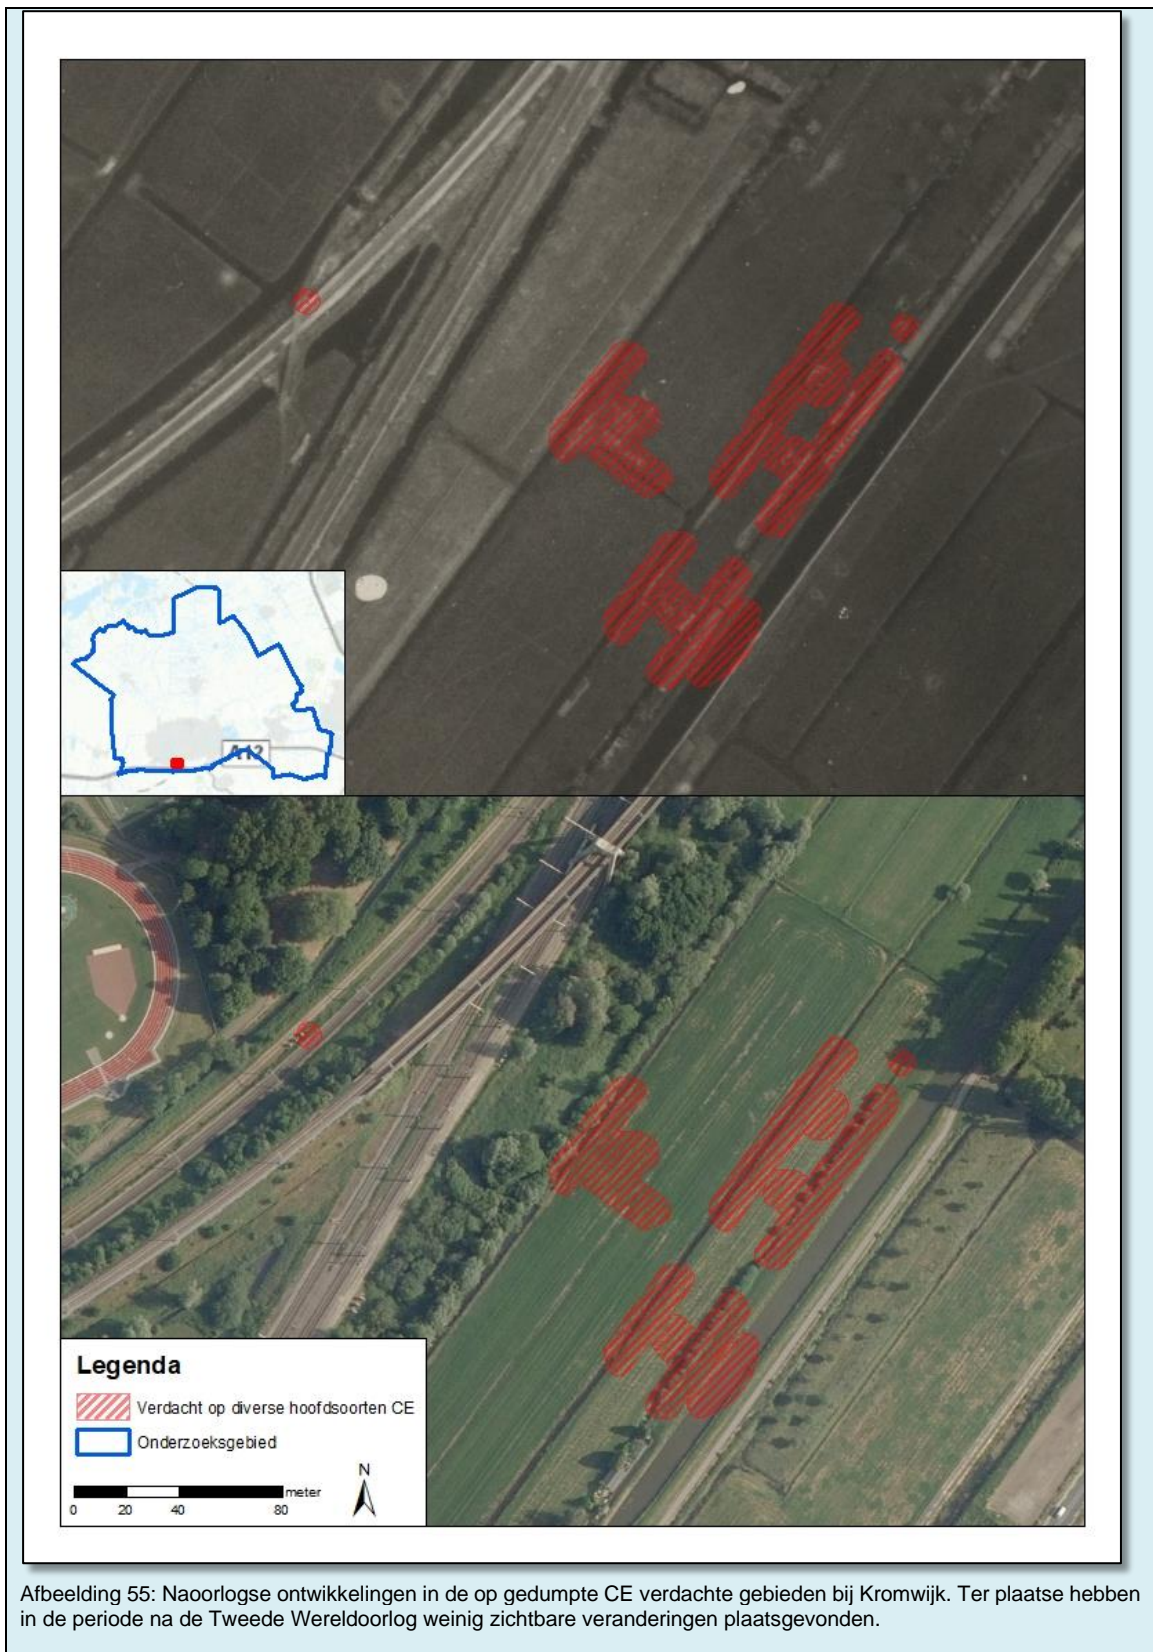 A12
Legenda
Verdacht op diverse hoofdsoorten CE
Onderzoeksgebied
N
meter
0 20 40 80
Afbeelding 55: Naoorlogse ontwikkelingen in de op gedumpte CE verdachte gebieden bij Kromwijk. Ter plaatse hebben
in de periode na de Tweede Wereldoorlog weinig zichtbare veranderingen plaatsgevonden.